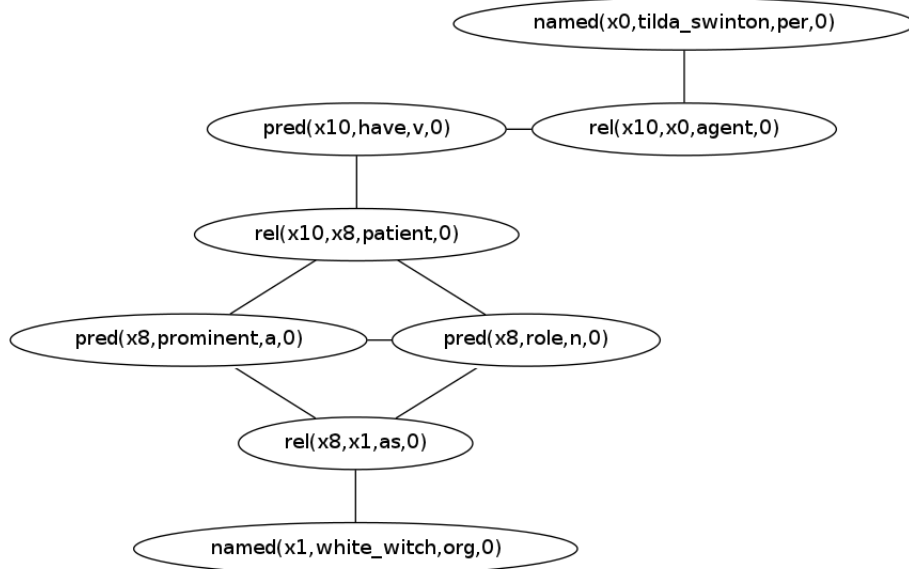 named(x0,tilda_swinton,per,0)
pred(x10,have,v,0)
rel(x10,x0,agent,0)
rel(x10,x8,patient,0)
pred(x8,prominent,a,0)
pred(x8,role,n,0)
rel(x8,x1,as,0)
named(x1,white_witch,org,0)